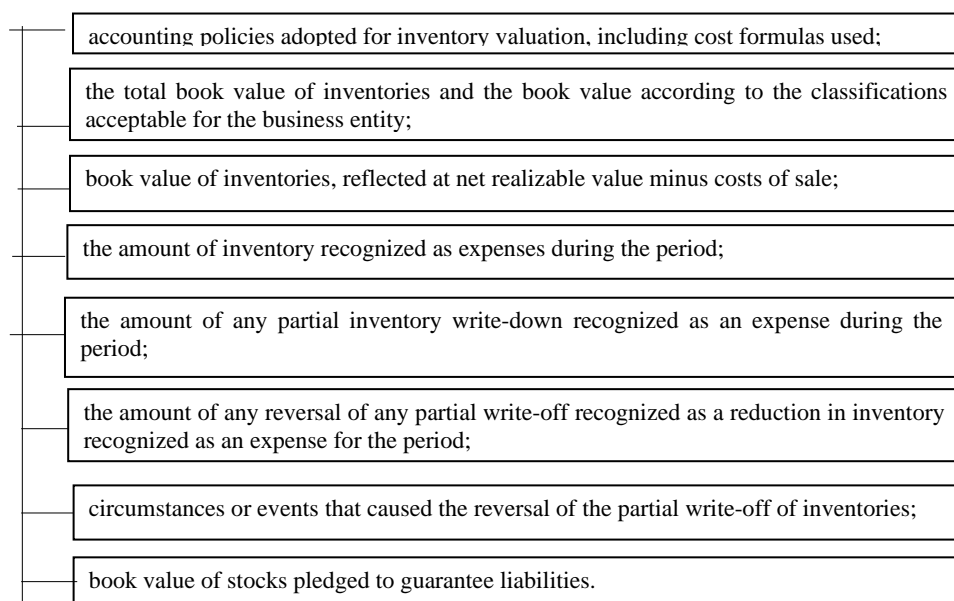 accounting policies adopted for inventory valuation, including cost formulas used;
the total book value of inventories and the book value according to the classifications
acceptable for the business entity;
book value of inventories, reflected at net realizable value minus costs of sale;
the amount of inventory recognized as expenses during the period;
the amount of any partial inventory write-down recognized as an expense during the
period;
the amount of any reversal of any partial write-off recognized as a reduction in inventory
recognized as an expense for the period;
circumstances or events that caused the reversal of the partial write-off of inventories;
book value of stocks pledged to guarantee liabilities.